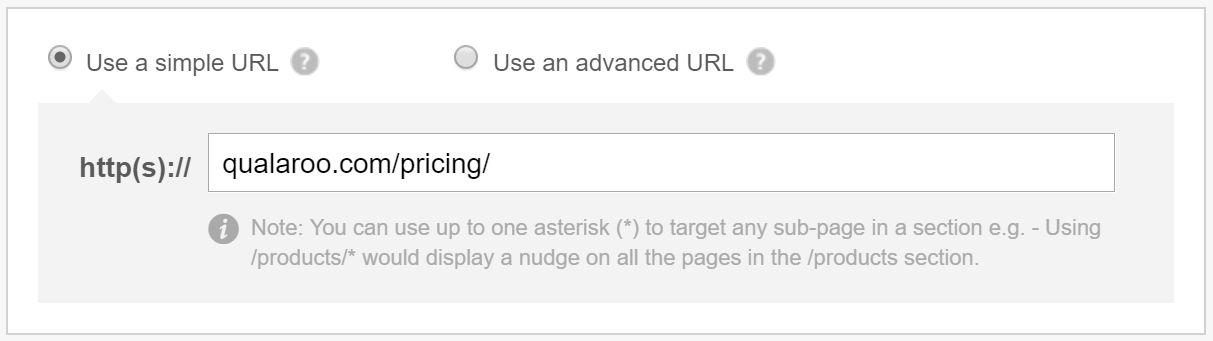 Use a simple URL ? Use an advanced URL ?
http(s):// qualaroo.com/pricing/
i Note: You can use up to one asterisk (*) to target any sub-page in a section e.g. - Using
/products/* would display a nudge on all the pages in the /products section.